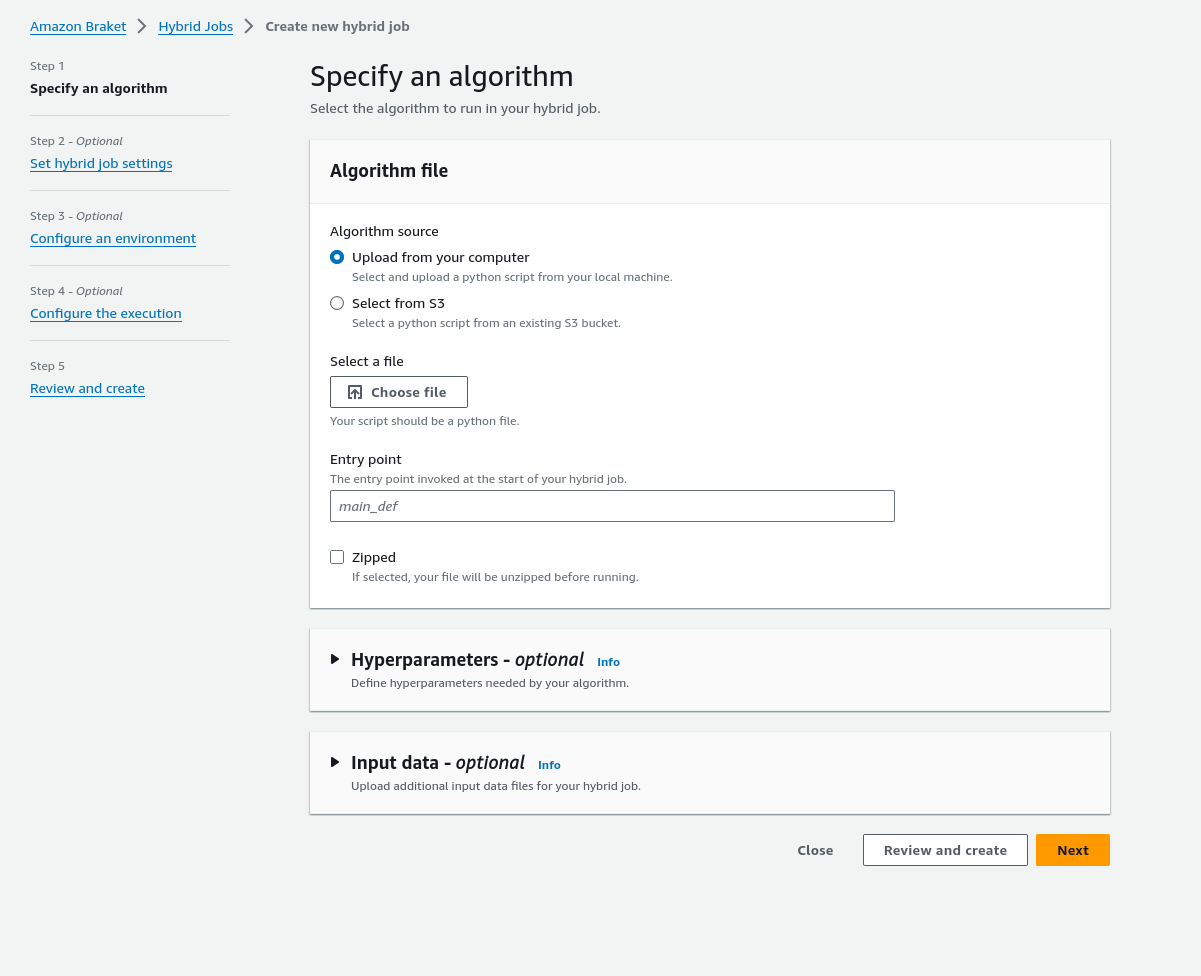 Amazon Braket > Hybrid Jobs > Create new hybrid job
Step 1
Specify an algorithm
Step 2 - Optional
Set hybrid job settings
Step 3 - Optional
Configure an environment
Step 4 - Optional
Configure the execution
Step 5
Review and create
Specify an algorithm
Select the algorithm to run in your hybrid job.
Algorithm file
Algorithm source
Upload from your computer
Select and upload a python script from your local machine.
Select from S3
Select a python script from an existing S3 bucket.
Select a file
Choose file
Your script should be a python file.
Entry point
The entry point invoked at the start of your hybrid job.
main_def
Zipped
If selected, your file will be unzipped before running.
Hyperparameters - optional Info
Define hyperparameters needed by your algorithm.
Input data - optional Info
Upload additional input data files for your hybrid job.
Close Review and create Next